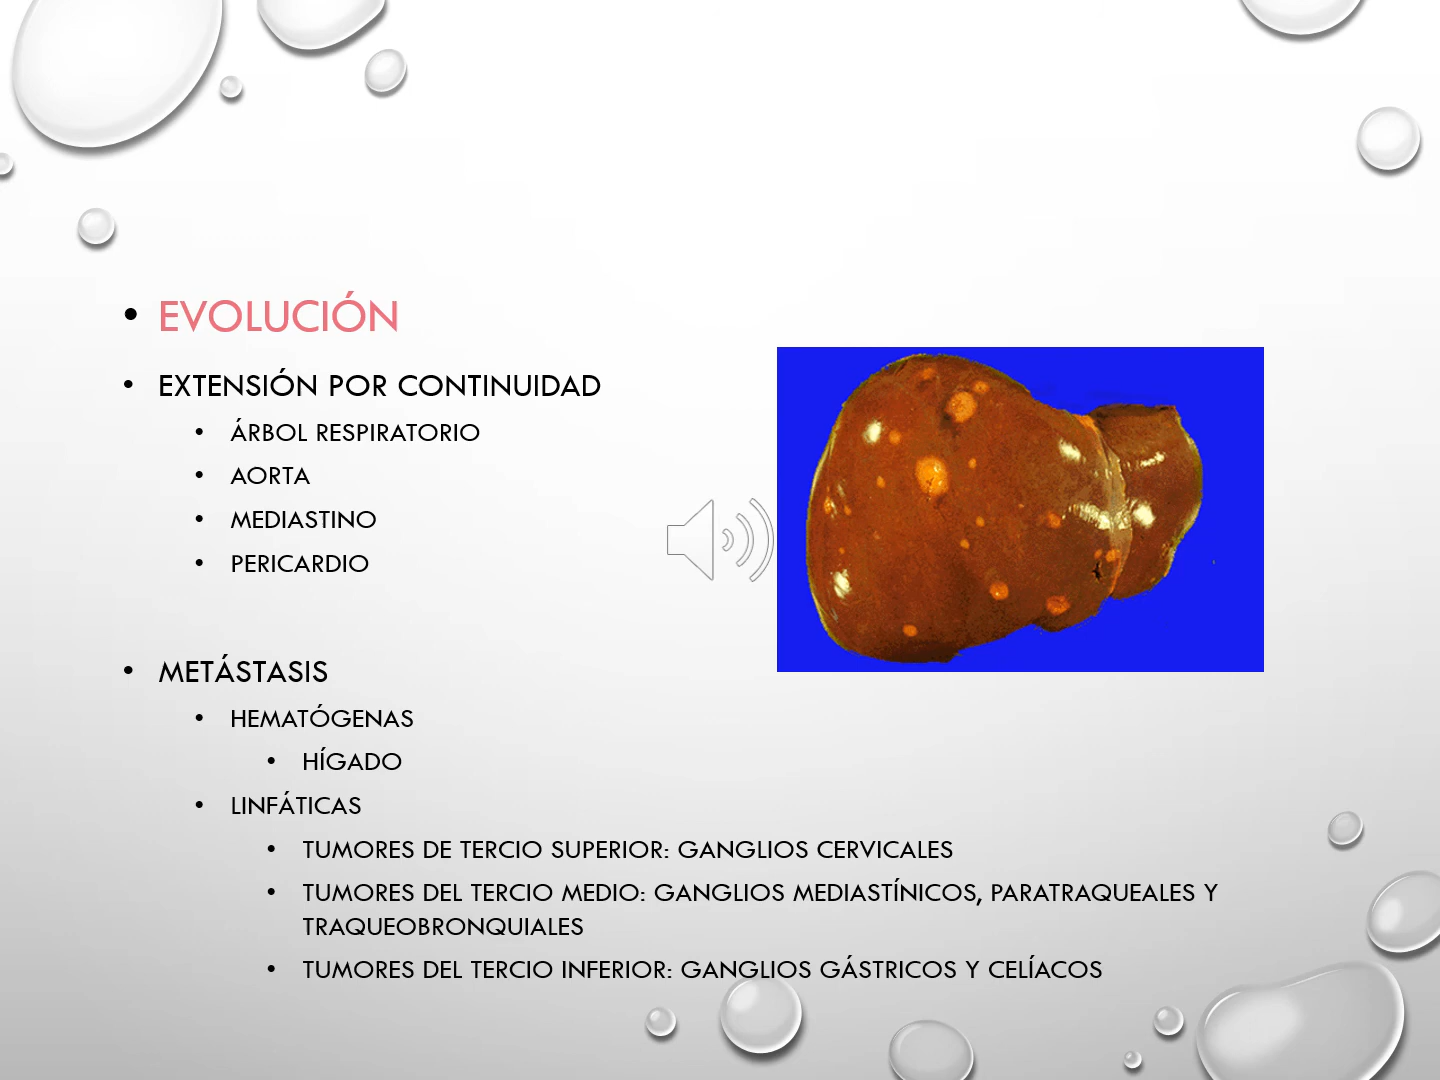 • EVOLUCIÓN
• EXTENSIÓN POR CONTINUIDAD
• ÁRBOL RESPIRATORIO
• AORTA
• MEDIASTINO
• PERICARDIO
• METÁSTASIS
• HEMATÓGENAS
• HÍGADO
• LINFÁTICAS
• TUMORES DE TERCIO SUPERIOR: GANGLIOS CERVICALES
• TUMORES DEL TERCIO MEDIO: GANGLIOS MEDIASTÍNICOS, PARATRAQUEALES Y
TRAQUEOBRONQUIALES
• TUMORES DEL TERCIO INFERIOR: GANGLIOS GÁSTRICOS Y CELÍACOS